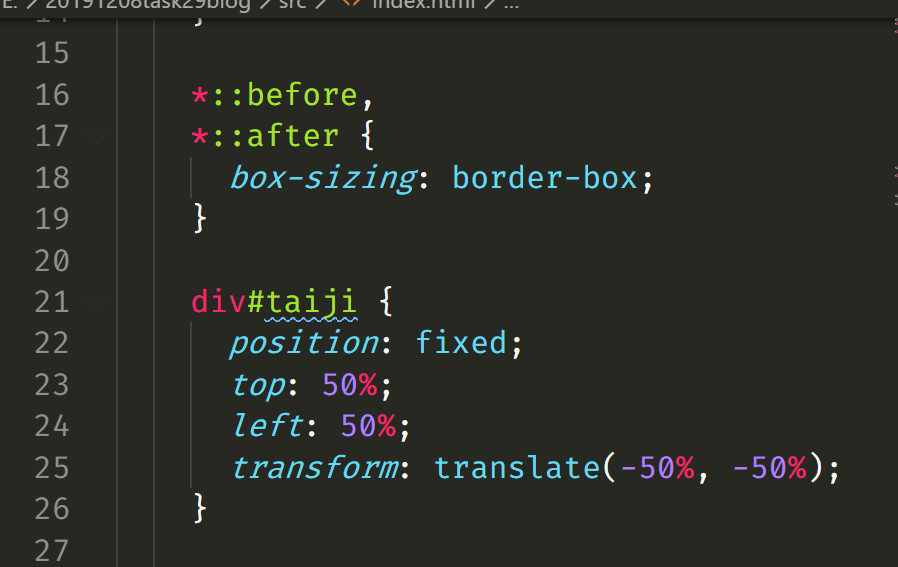 E: > 20191208task29blog > src > <> index.html > ...
14 }
15
16 *::before,
17 *::after {
18 box-sizing: border-box;
19 }
20
21 div#taiji {
22 position: fixed;
23 top: 50%;
24 left: 50%;
25 transform: translate(-50%, -50%);
26 }
27